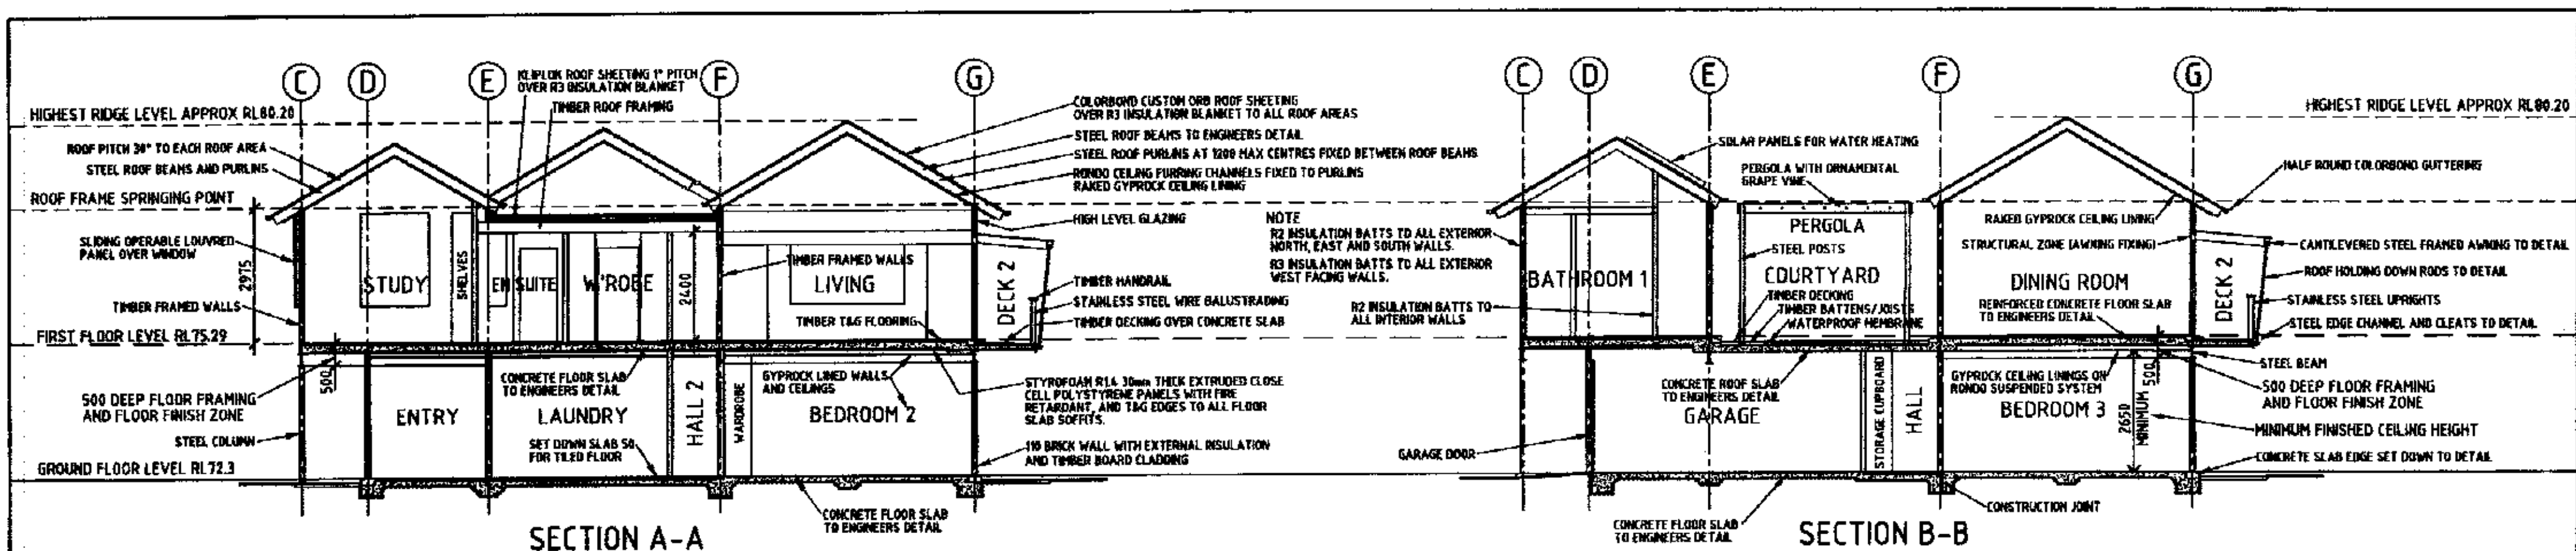 C
D
E
F
G
KLIPLOK ROOF SHEETING 1° PITCH
OVER R3 INSULATION BLANKET
TIMBER ROOF FRAMING
HIGHEST RIDGE LEVEL APPROX RL80.20
ROOF PITCH 30° TO EACH ROOF AREA
STEEL ROOF BEAMS AND PURLINS
ROOF FRAME SPRINGING POINT
SLIDING OPERABLE LOUVRED
PANEL OVER WINDOW
2975
TIMBER FRAMED WALLS
FIRST FLOOR LEVEL RL75.29
500
500 DEEP FLOOR FRAMING
AND FLOOR FINISH ZONE
STEEL COLUMN
GROUND FLOOR LEVEL RL72.3
STUDY
SHELVES
EN SUITE
W'ROBE
2400
TIMBER FRAMED WALLS
LIVING
TIMBER T&G FLOORING
DECK 2
CONCRETE FLOOR SLAB
TO ENGINEERS DETAIL
GYPROCK LINED WALLS
AND CEILINGS
ENTRY
LAUNDRY
HALL 2
WARDROBE
BEDROOM 2
SET DOWN SLAB 50
FOR TILED FLOOR
CONCRETE FLOOR SLAB
TO ENGINEERS DETAIL
COLORBOND CUSTOM ORB ROOF SHEETING
OVER R3 INSULATION BLANKET TO ALL ROOF AREAS
STEEL ROOF BEAMS TO ENGINEERS DETAIL
STEEL ROOF PURLINS AT 1200 MAX CENTRES FIXED BETWEEN ROOF BEAMS
RONDO CEILING FURRING CHANNELS FIXED TO PURLINS
RAKED GYPROCK CEILING LINING
HIGH LEVEL GLAZING
TIMBER HANDRAIL
STAINLESS STEEL WIRE BALUSTRADING
TIMBER DECKING OVER CONCRETE SLAB
STYROFOAM R1.4 30mm THICK EXTRUDED CLOSE
CELL POLYSTYRENE PANELS WITH FIRE
RETARDANT, AND T&G EDGES TO ALL FLOOR
SLAB SOFFITS.
110 BRICK WALL WITH EXTERNAL INSULATION
AND TIMBER BOARD CLADDING
SECTION A-A
NOTE
R2 INSULATION BATTS TO ALL EXTERIOR
NORTH, EAST AND SOUTH WALLS.
R3 INSULATION BATTS TO ALL EXTERIOR
WEST FACING WALLS.
R2 INSULATION BATTS TO
ALL INTERIOR WALLS
C
D
E
F
G
HIGHEST RIDGE LEVEL APPROX RL80.20
SOLAR PANELS FOR WATER HEATING
PERGOLA WITH ORNAMENTAL
GRAPE VINE
HALF ROUND COLORBOND GUTTERING
PERGOLA
STEEL POSTS
COURTYARD
BATHROOM 1
TIMBER DECKING
TIMBER BATTENS/JOISTS
WATERPROOF MEMBRANE
RAKED GYPROCK CEILING LINING
STRUCTURAL ZONE (AWNING FIXING)
DINING ROOM
REINFORCED CONCRETE FLOOR SLAB
TO ENGINEERS DETAIL
DECK 2
CANTILEVERED STEEL FRAMED AWNING TO DETAIL
ROOF HOLDING DOWN RODS TO DETAIL
STAINLESS STEEL UPRIGHTS
STEEL EDGE CHANNEL AND CLEATS TO DETAIL
STEEL BEAM
500 DEEP FLOOR FRAMING
AND FLOOR FINISH ZONE
MINIMUM FINISHED CEILING HEIGHT
CONCRETE SLAB EDGE SET DOWN TO DETAIL
CONCRETE ROOF SLAB
TO ENGINEERS DETAIL
GARAGE
STORAGE CUPBOARD
HALL
GYPROCK CEILING LININGS ON
RONDO SUSPENDED SYSTEM
BEDROOM 3
2650
MINIMUM
500
GARAGE DOOR
CONSTRUCTION JOINT
CONCRETE FLOOR SLAB
TO ENGINEERS DETAIL
SECTION B-B